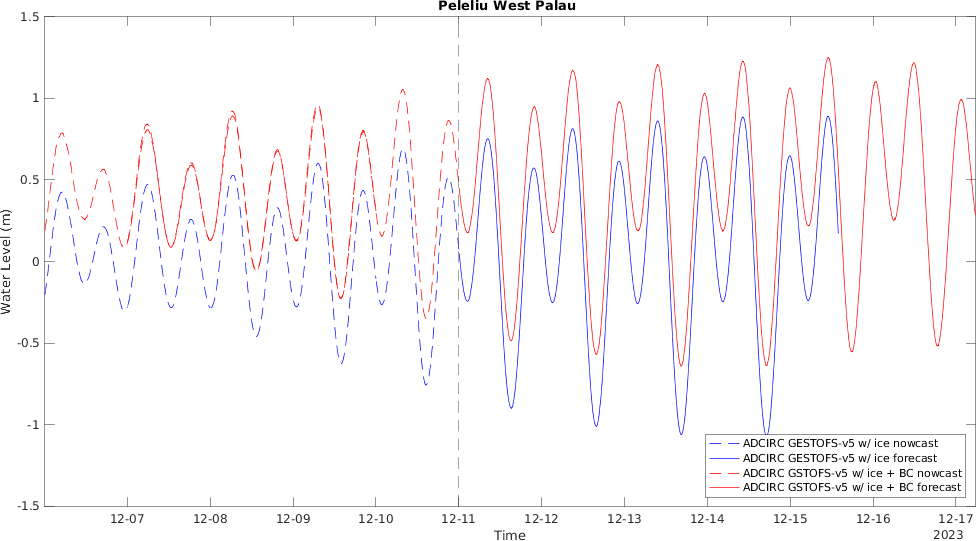 Peleliu West Palau
1.5
1
0.5
0
-0.5
-1
-1.5
Water Level (m)
ADCIRC GESTOFS-v5 w/ ice nowcast
ADCIRC GESTOFS-v5 w/ ice forecast
ADCIRC GSTOFS-v5 w/ ice + BC nowcast
ADCIRC GSTOFS-v5 w/ ice + BC forecast
12-07 12-08 12-09 12-10 12-11 12-12 12-13 12-14 12-15 12-16 12-17
Time
2023